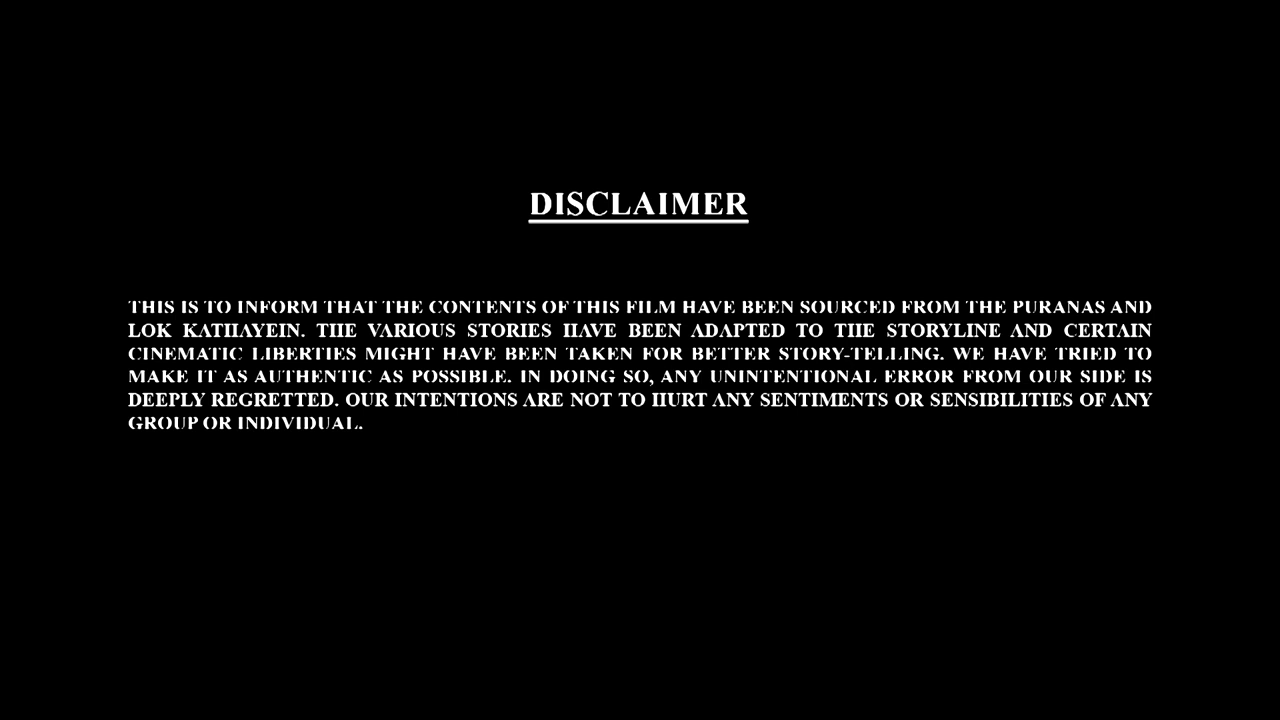 DISCLAIMER
THIS IS TO INFORM THAT THE CONTENTS OF THIS FILM HAVE BEEN SOURCED FROM THE PURANAS AND
LOK KATHAYEIN. THE VARIOUS STORIES HAVE BEEN ADAPTED TO THE STORYLINE AND CERTAIN
CINEMATIC LIBERTIES MIGHT HAVE BEEN TAKEN FOR BETTER STORY-TELLING. WE HAVE TRIED TO
MAKE IT AS AUTHENTIC AS POSSIBLE. IN DOING SO, ANY UNINTENTIONAL ERROR FROM OUR SIDE IS
DEEPLY REGRETTED. OUR INTENTIONS ARE NOT TO HURT ANY SENTIMENTS OR SENSIBILITIES OF ANY
GROUP OR INDIVIDUAL.